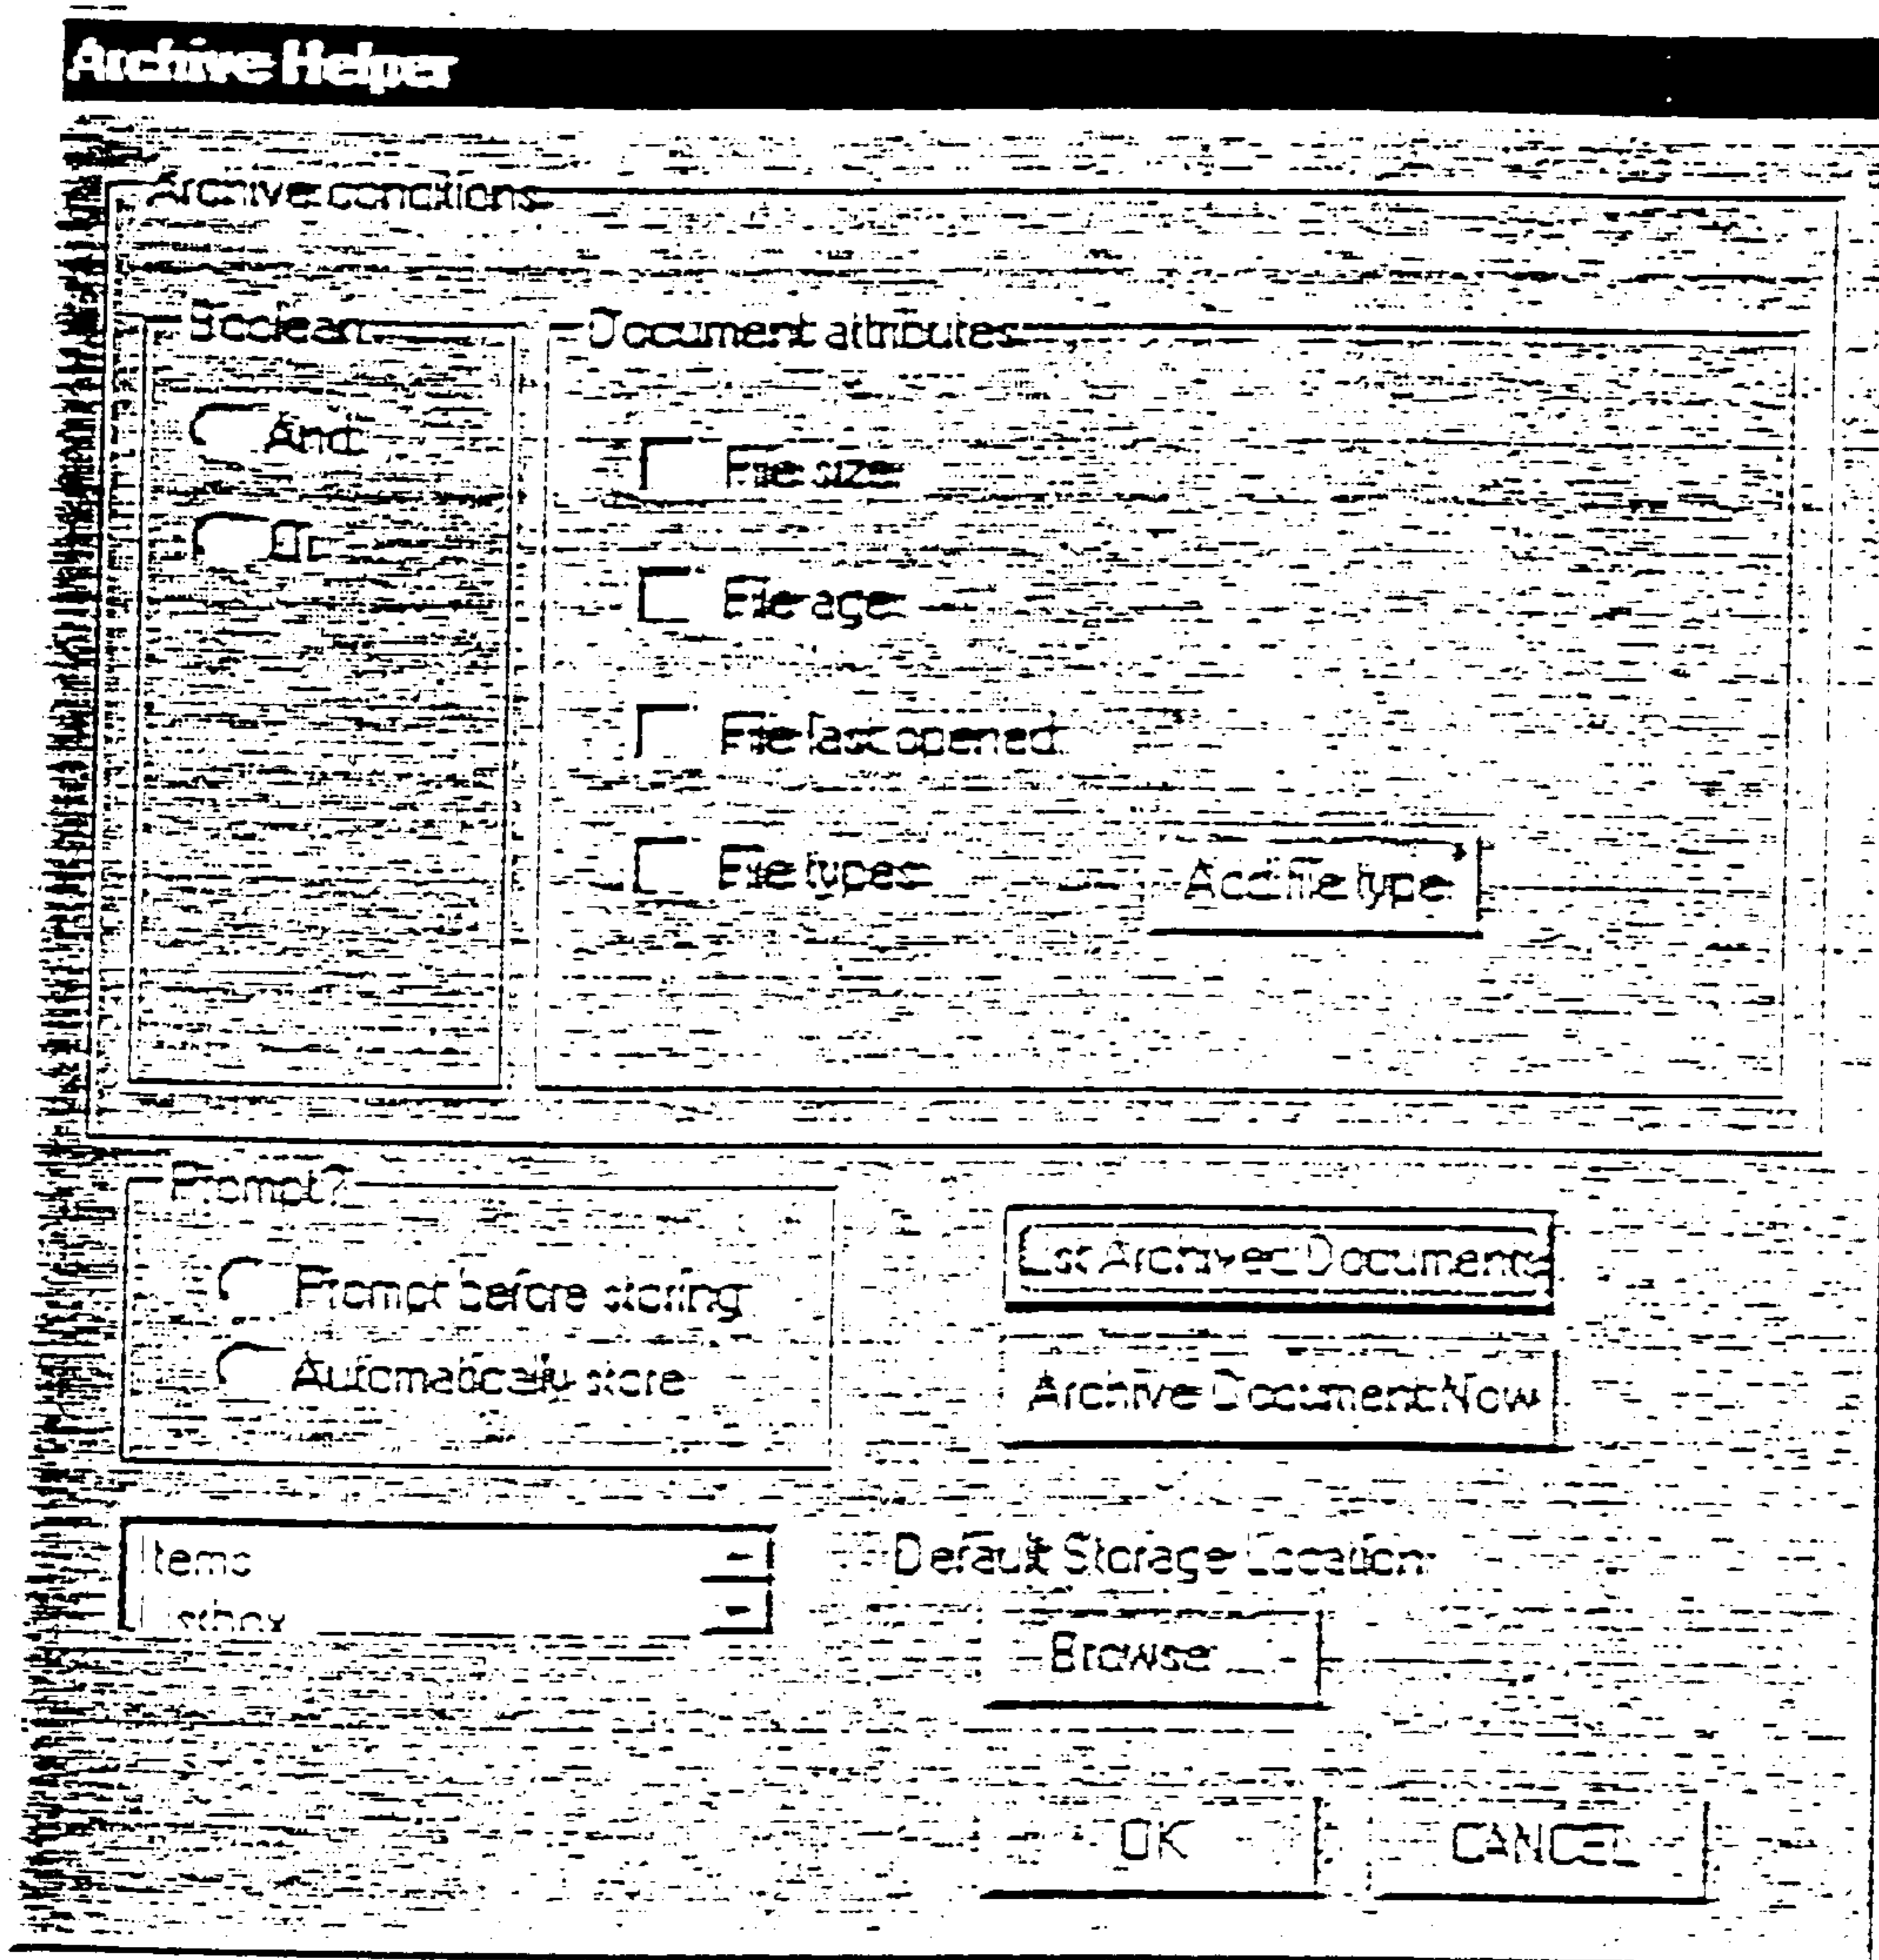 Archive Helper
Archive conditions
Boolean
And
Or
Document attributes
File size
File age
File last opened
File types
Add file type
Prompt?
Prompt before storing
Automatically store
List Archived Documents
Archive Document Now
Items
Default Storage Location
Browse
OK
CANCEL